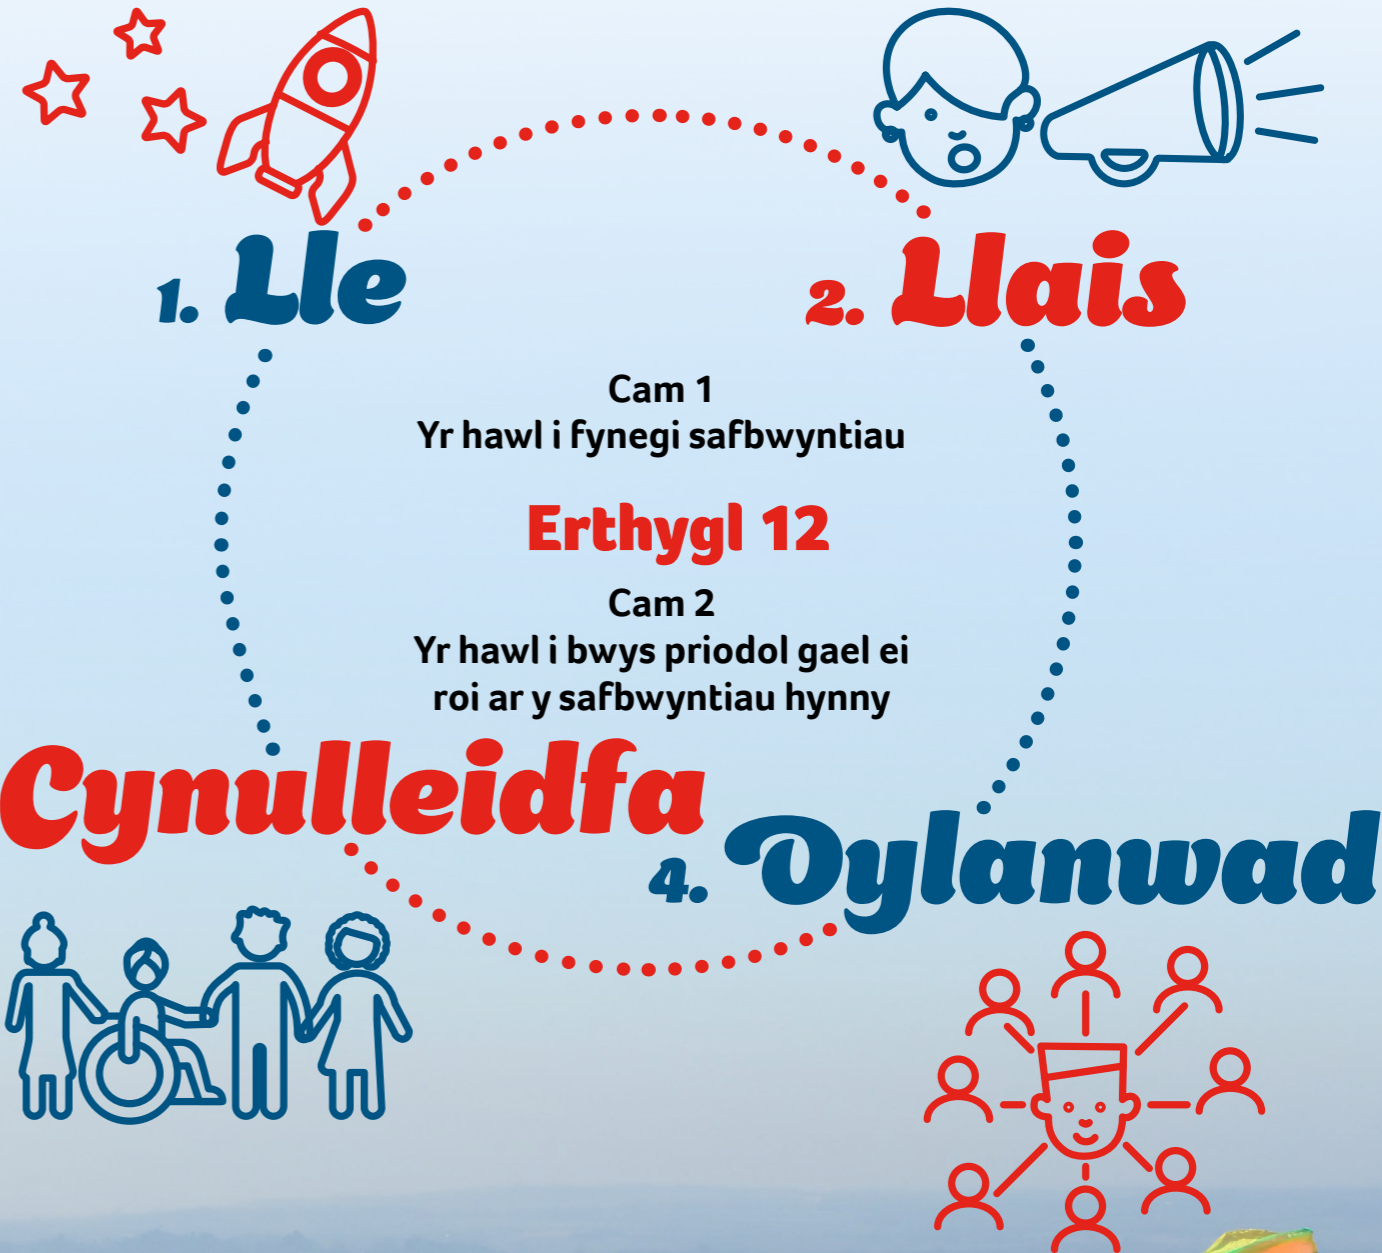 1. Lle
2. Llais
Cam 1
Yr hawl i fynegi safbwyntiau
Erthygl 12
Cam 2
Yr hawl i bwys priodol gael ei
roi ar y safbwyntiau hynny
Cynulleidfa
4. Dylanwad